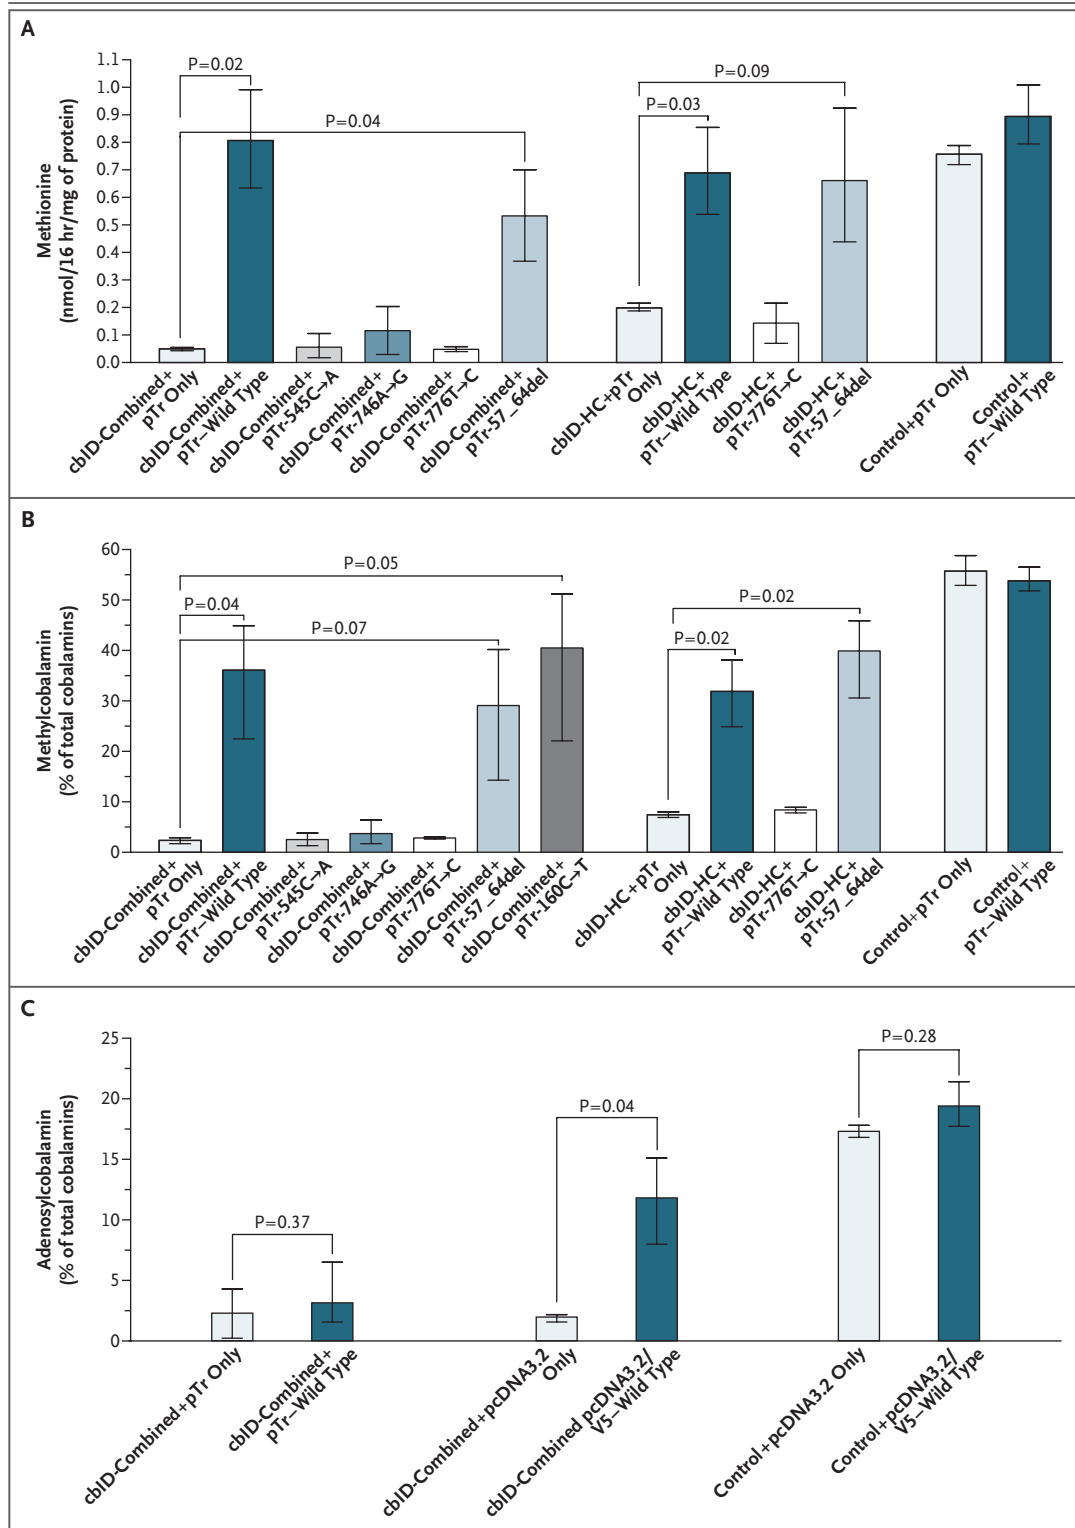 A
Methionine
(nmol/16 hr/mg of protein)
1.1
1.0
0.9
0.8
0.7
0.6
0.5
0.4
0.3
0.2
0.1
0.0
P=0.02
P=0.04
P=0.09
P=0.03
cblD-Combined+
pTr Only
cblD-Combined+
pTr–Wild Type
cblD-Combined+
pTr-545C→A
cblD-Combined+
pTr-746A→G
cblD-Combined+
pTr-776T→C
cblD-Combined+
pTr-57_64del
cblD-HC+pTr
Only
cblD-HC+
pTr–Wild Type
cblD-HC+
pTr-776T→C
cblD-HC+
pTr-57_64del
Control+pTr Only
Control+
pTr–Wild Type
B
Methylcobalamin
(% of total cobalamins)
60
50
40
30
20
10
0
P=0.05
P=0.04
P=0.07
P=0.02
P=0.02
cblD-Combined+
pTr Only
cblD-Combined+
pTr–Wild Type
cblD-Combined+
pTr-545C→A
cblD-Combined+
pTr-746A→G
cblD-Combined+
pTr-776T→C
cblD-Combined+
pTr-57_64del
cblD-Combined+
pTr-160C→T
cblD-HC+pTr
Only
cblD-HC+
pTr–Wild Type
cblD-HC+
pTr-776T→C
cblD-HC+
pTr-57_64del
Control+pTr Only
Control+
pTr–Wild Type
C
Adenosylcobalamin
(% of total cobalamins)
25
20
15
10
5
0
P=0.37
P=0.04
P=0.28
cblD-Combined+pTr Only
cblD-Combined+
pTr–Wild Type
cblD-Combined+pcDNA3.2
Only
cblD-Combined pcDNA3.2/
V5–Wild Type
Control+pcDNA3.2 Only
Control+pcDNA3.2/
V5–Wild Type